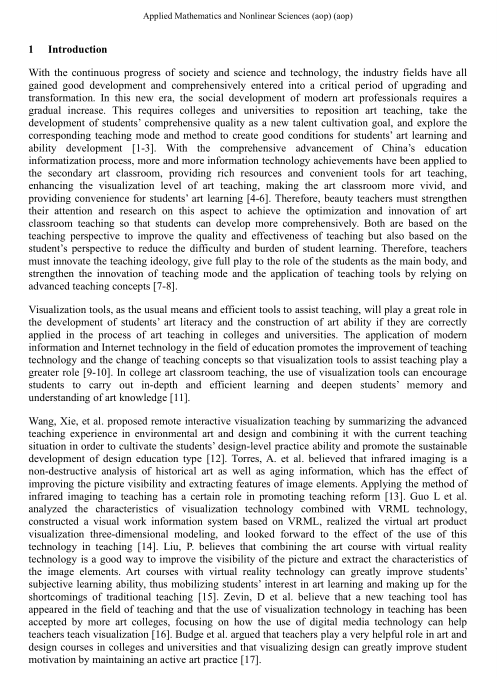 Applied Mathematics and Nonlinear Sciences (aop) (aop)
1 Introduction
With the continuous progress of society and science and technology, the industry fields have all
gained good development and comprehensively entered into a critical period of upgrading and
transformation. In this new era, the social development of modern art professionals requires a
gradual increase. This requires colleges and universities to reposition art teaching, take the
development of students' comprehensive quality as a new talent cultivation goal, and explore the
corresponding teaching mode and method to create good conditions for students' art learning and
ability development [1-3]. With the comprehensive advancement of China's education
informatization process, more and more information technology achievements have been applied to
the secondary art classroom, providing rich resources and convenient tools for art teaching,
enhancing the visualization level of art teaching, making the art classroom more vivid, and
providing convenience for students' art learning [4-6]. Therefore, beauty teachers must strengthen
their attention and research on this aspect to achieve the optimization and innovation of art
classroom teaching so that students can develop more comprehensively. Both are based on the
teaching perspective to improve the quality and effectiveness of teaching but also based on the
student's perspective to reduce the difficulty and burden of student learning. Therefore, teachers
must innovate the teaching ideology, give full play to the role of the students as the main body, and
strengthen the innovation of teaching mode and the application of teaching tools by relying on
advanced teaching concepts [7-8].
Visualization tools, as the usual means and efficient tools to assist teaching, will play a great role in
the development of students' art literacy and the construction of art ability if they are correctly
applied in the process of art teaching in colleges and universities. The application of modern
information and Internet technology in the field of education promotes the improvement of teaching
technology and the change of teaching concepts so that visualization tools to assist teaching play a
greater role [9-10]. In college art classroom teaching, the use of visualization tools can encourage
students to carry out in-depth and efficient learning and deepen students' memory and
understanding of art knowledge [11].
Wang, Xie, et al. proposed remote interactive visualization teaching by summarizing the advanced
teaching experience in environmental art and design and combining it with the current teaching
situation in order to cultivate the students' design-level practice ability and promote the sustainable
development of design education type [12]. Torres, A. et al. believed that infrared imaging is a
non-destructive analysis of historical art as well as aging information, which has the effect of
improving the picture visibility and extracting features of image elements. Applying the method of
infrared imaging to teaching has a certain role in promoting teaching reform [13]. Guo L et al.
analyzed the characteristics of visualization technology combined with VRML technology,
constructed a visual work information system based on VRML, realized the virtual art product
visualization three-dimensional modeling, and looked forward to the effect of the use of this
technology in teaching [14]. Liu, P. believes that combining the art course with virtual reality
technology is a good way to improve the visibility of the picture and extract the characteristics of
the image elements. Art courses with virtual reality technology can greatly improve students'
subjective learning ability, thus mobilizing students' interest in art learning and making up for the
shortcomings of traditional teaching [15]. Zevin, D et al. believe that a new teaching tool has
appeared in the field of teaching and that the use of visualization technology in teaching has been
accepted by more art colleges, focusing on how the use of digital media technology can help
teachers teach visualization [16]. Budge et al. argued that teachers play a very helpful role in art and
design courses in colleges and universities and that visualizing design can greatly improve student
motivation by maintaining an active art practice [17].